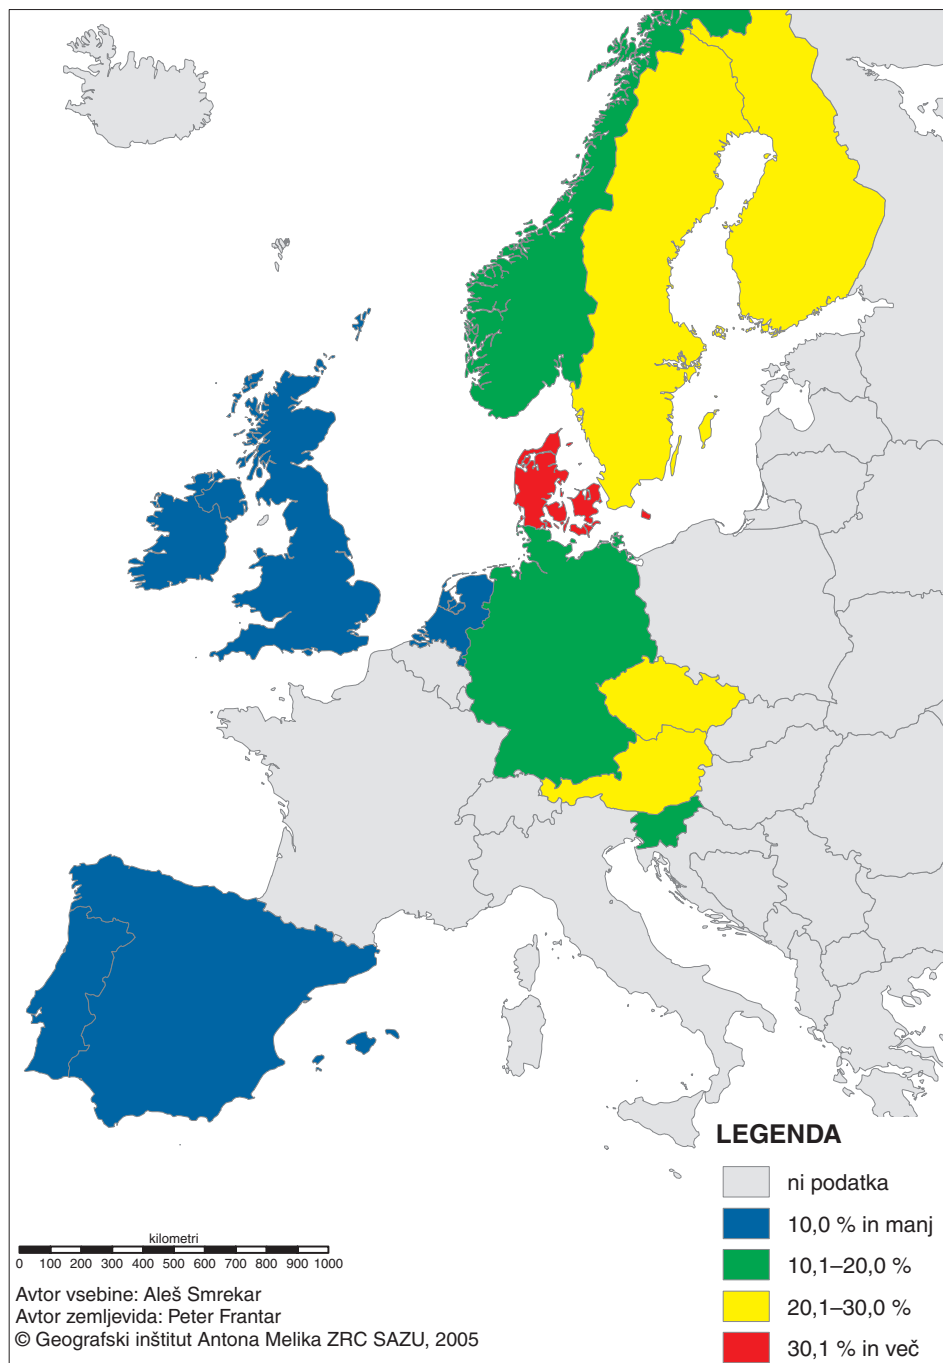 LEGENDA
ni podatka
10,0 % in manj
10,1–20,0 %
20,1–30,0 %
30,1 % in več
kilometri
0 100 200 300 400 500 600 700 800 900 1000
Avtor vsebine: Aleš Smrekar
Avtor zemljevida: Peter Frantar
© Geografski inštitut Antona Melika ZRC SAZU, 2005